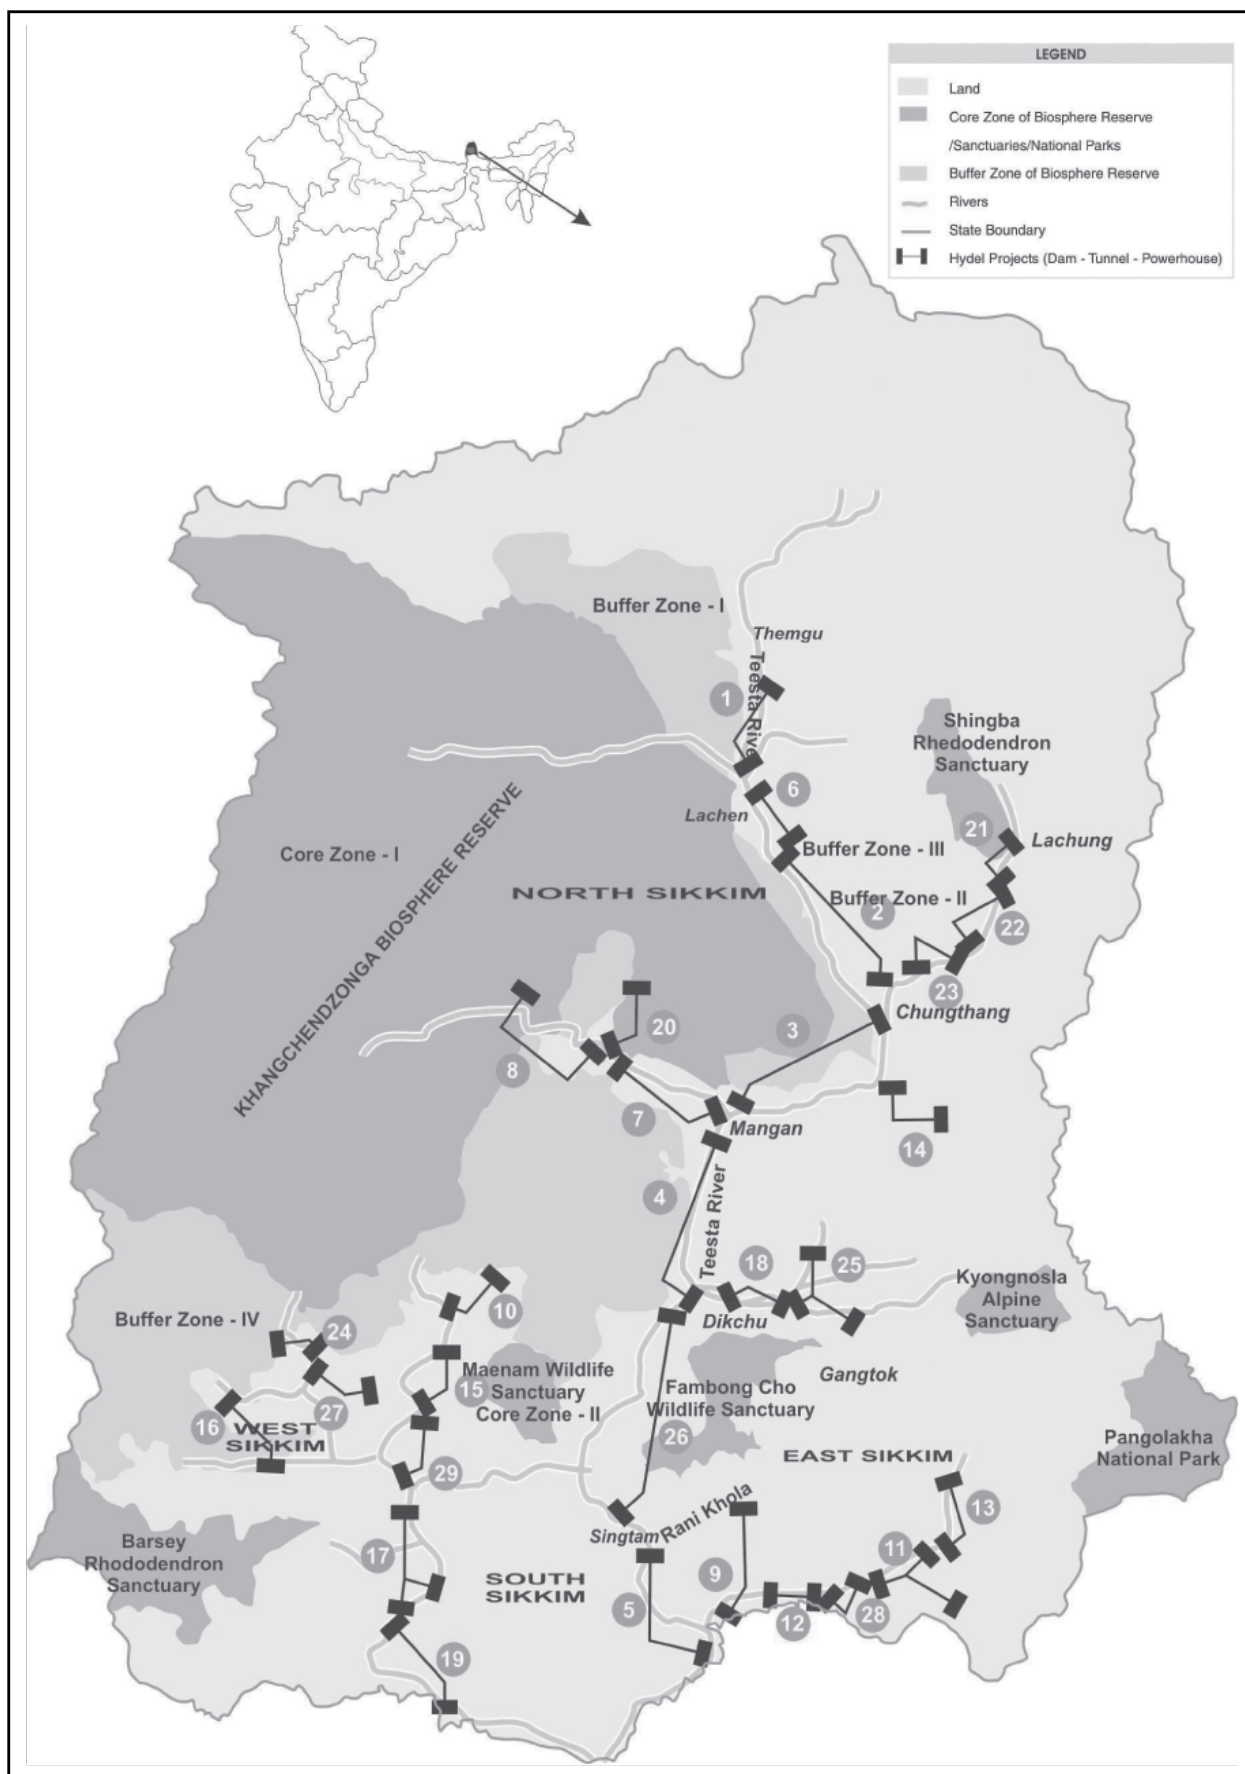 LEGEND
Land
Core Zone of Biosphere Reserve
/Sanctuaries/National Parks
Buffer Zone of Biosphere Reserve
Rivers
State Boundary
Hydel Projects (Dam - Tunnel - Powerhouse)
Buffer Zone - I
Themgu
Teesta River
1
Shingba
Rhedodendron
Sanctuary
6
Lachen
21
Lachung
Buffer Zone - III
Core Zone - I
KHANGCHENDZONGA BIOSPHERE RESERVE
NORTH SIKKIM
Buffer Zone - II
2
22
23
Chungthang
20
3
8
7
Mangan
14
4
Teesta River
18
25
Kyongnosla
Alpine
Sanctuary
10
Buffer Zone - IV
24
Dikchu
Maenam Wildlife
Sanctuary
Core Zone - II
15
Gangtok
Fambong Cho
Wildlife Sanctuary
26
16
27
WEST
SIKKIM
EAST SIKKIM
Pangolakha
National Park
29
Rani Khola
Singtam
13
Barsey
Rhododendron
Sanctuary
17
11
SOUTH
SIKKIM
9
5
12
28
19